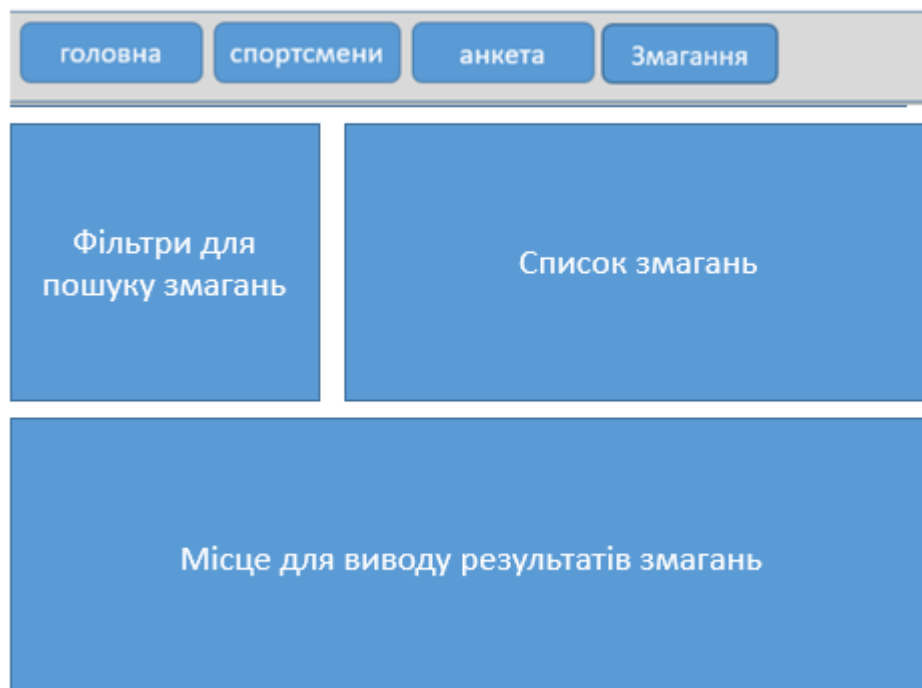 головна
спортсмени
анкета
Змагання
Фільтри для
пошуку змагань
Список змагань
Місце для виводу результатів змагань